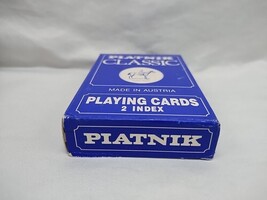 PIATNIK
CLASSIC
MADE IN AUSTRIA
PLAYING CARDS
2 INDEX
PIATNIK